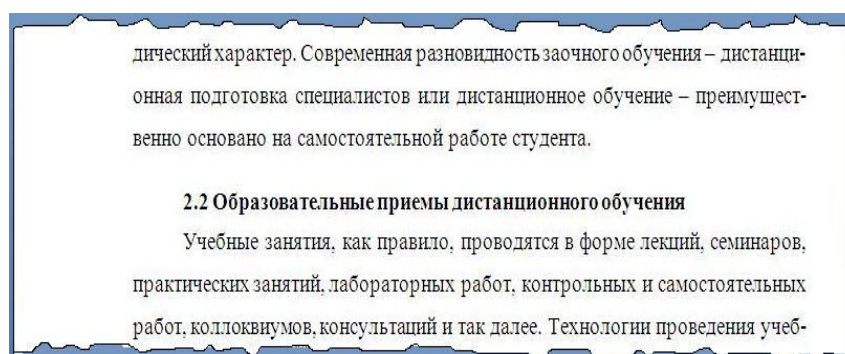 дический характер. Современная разновидность заочного обучения – дистанци-
онная подготовка специалистов или дистанционное обучение – преимущест-
венно основано на самостоятельной работе студента.
2.2 Образовательные приемы дистанционного обучения
Учебные занятия, как правило, проводятся в форме лекций, семинаров,
практических занятий, лабораторных работ, контрольных и самостоятельных
работ, коллоквиумов, консультаций и так далее. Технологии проведения учеб-